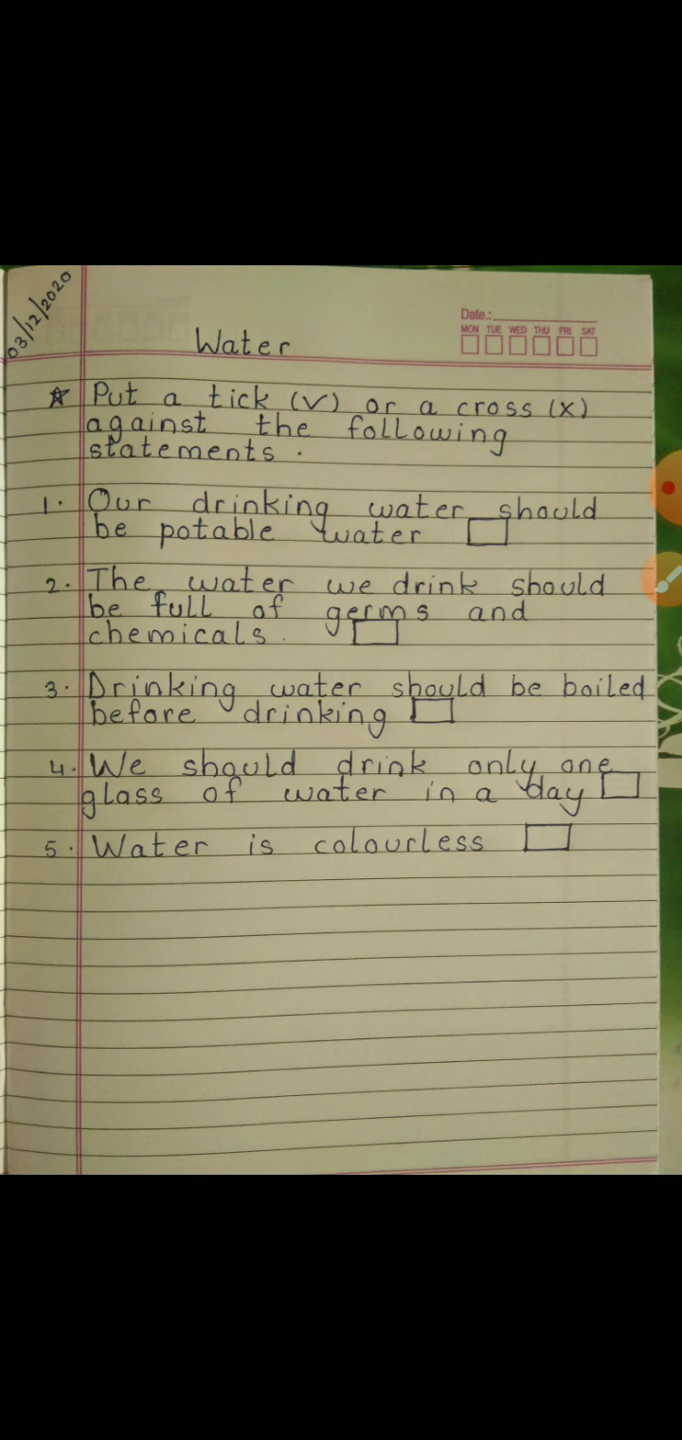 03/12/2020
Date.:
MON TUE WED THU FRI SAT
Water
☆ Put a tick (v) or a cross (x)
against the following
statements.
1. Our drinking water should
be potable water
2. The water we drink should
be full of germs and
chemicals.
3. Drinking water should be boiled
before drinking
4. We should drink only one
glass of water in a day
5. Water is colourless